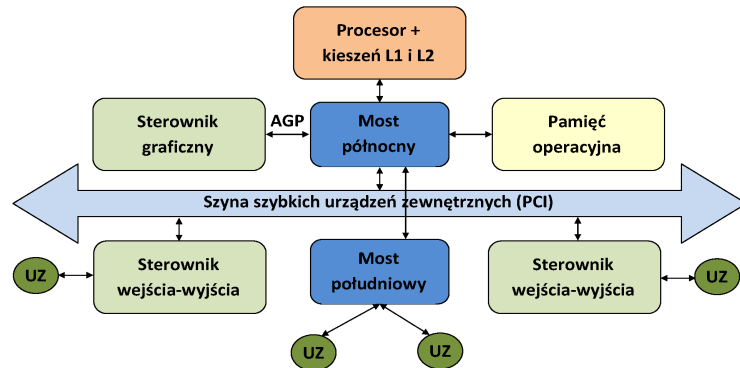 Procesor +
kieszeń L1 i L2
Sterownik
graficzny
AGP
Most
północny
Pamięć
operacyjna
Szyna szybkich urządzeń zewnętrznych (PCI)
UZ
Sterownik
wejścia-wyjścia
Most
południowy
Sterownik
wejścia-wyjścia
UZ
UZ
UZ